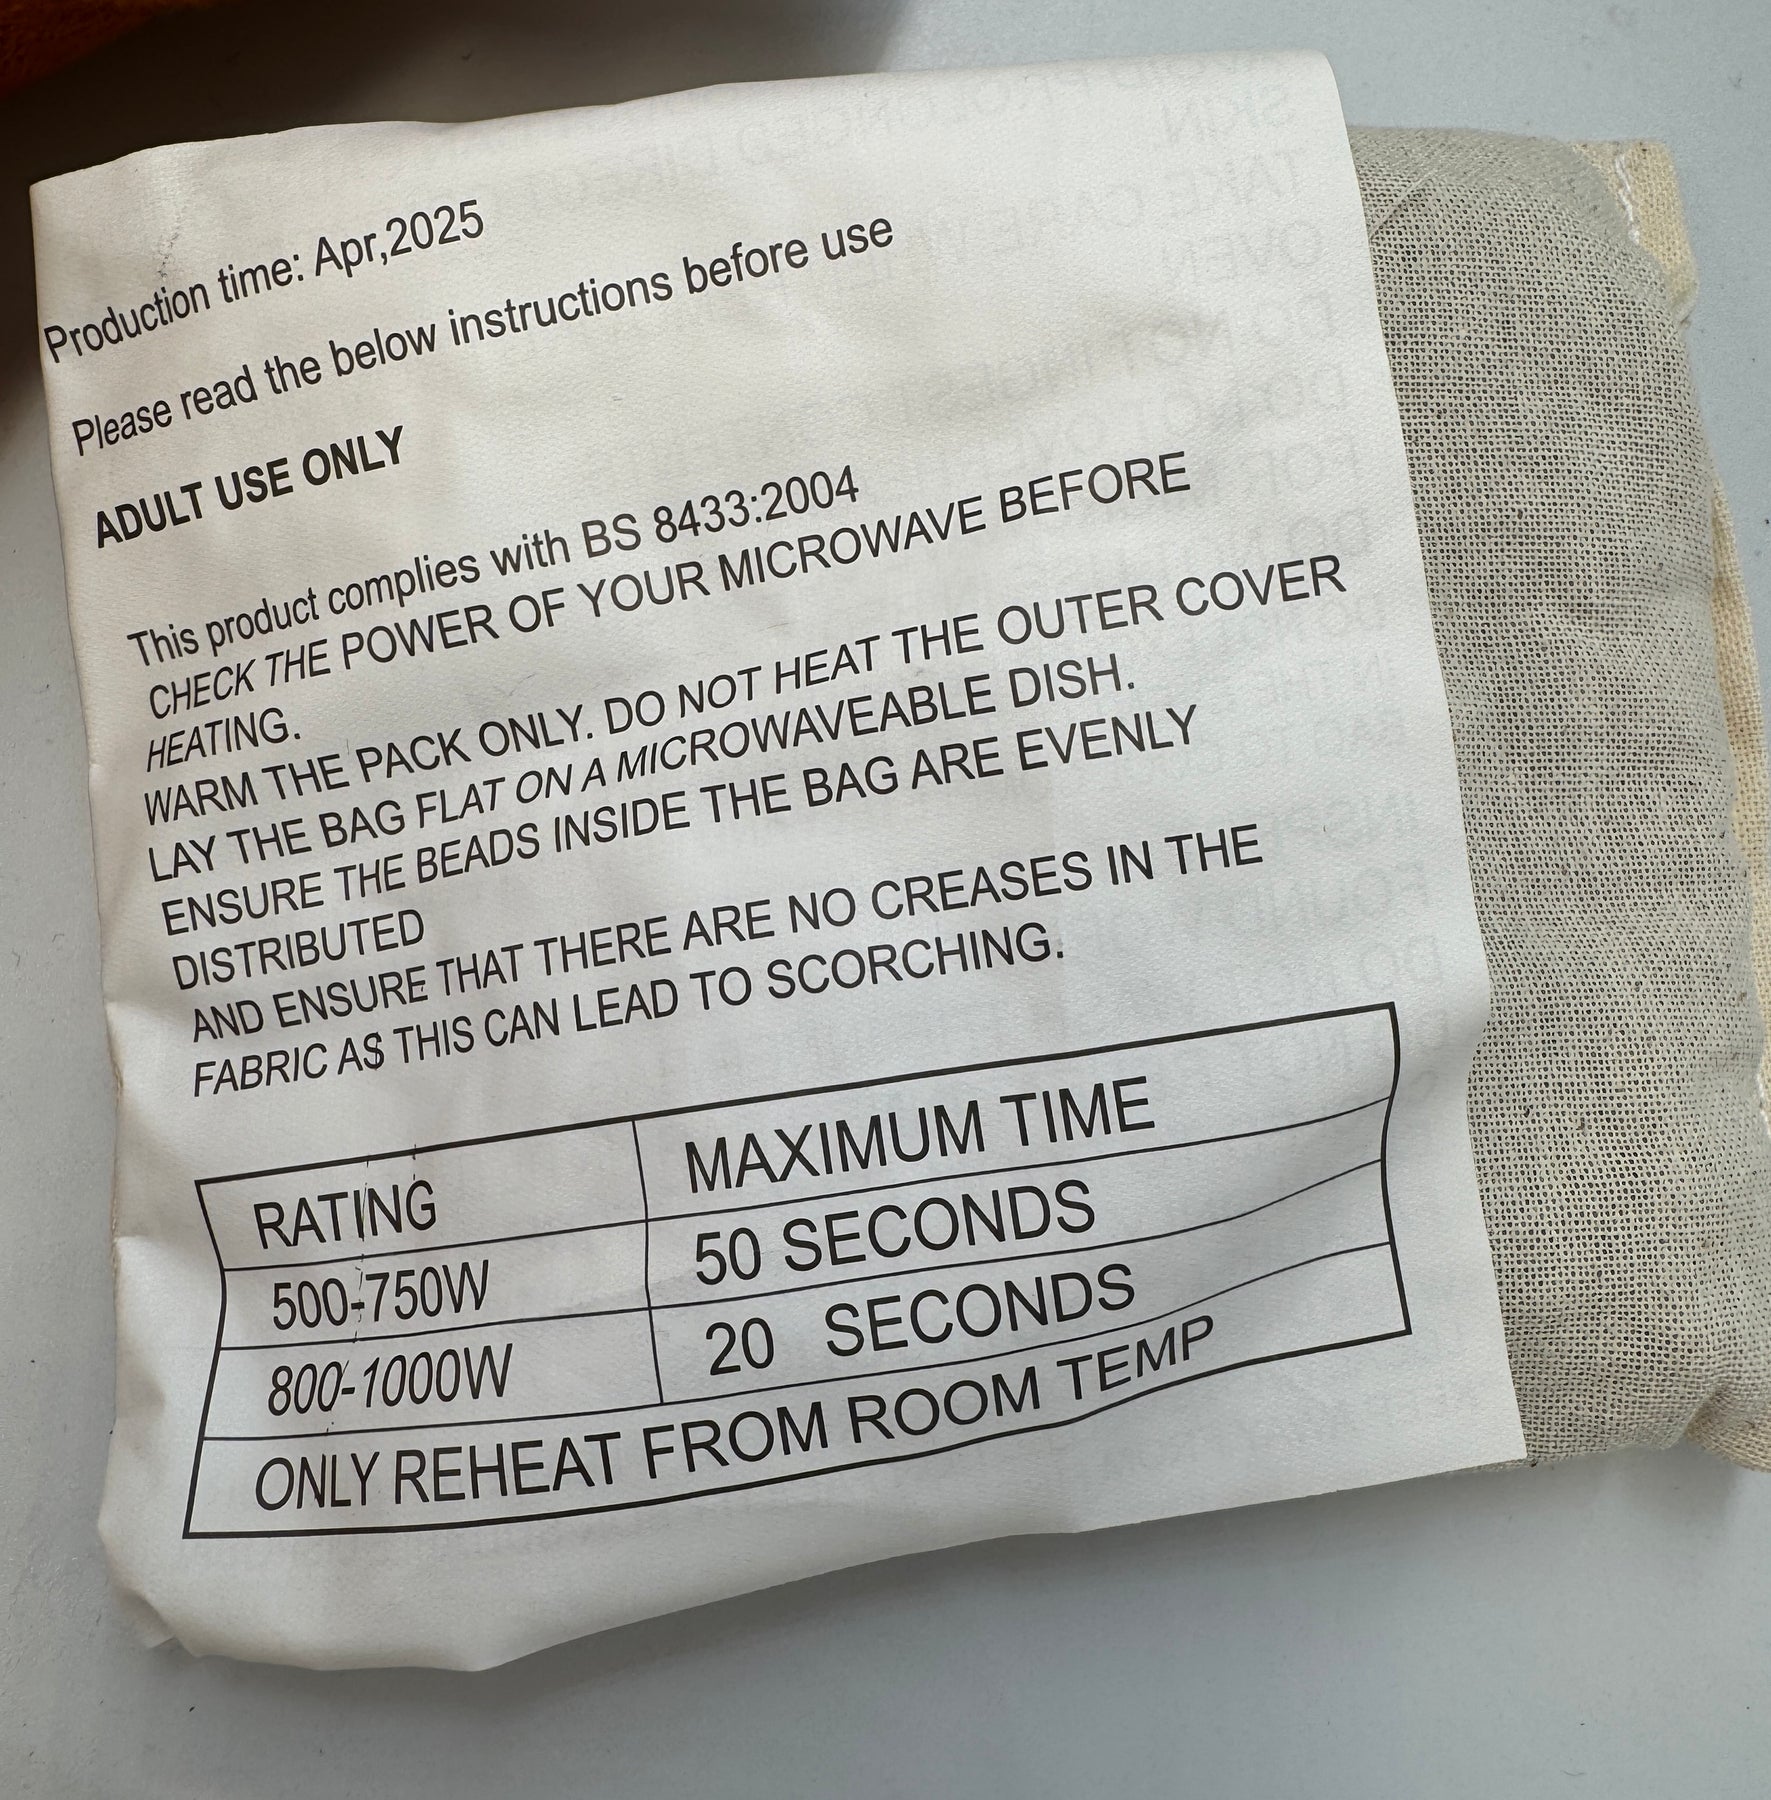 Production time: Apr,2025
Please read the below instructions before use
ADULT USE ONLY
This product complies with BS 8433:2004
CHECK THE POWER OF YOUR MICROWAVE BEFORE
HEATING.
WARM THE PACK ONLY. DO NOT HEAT THE OUTER COVER
LAY THE BAG FLAT ON A MICROWAVEABLE DISH.
ENSURE THE BEADS INSIDE THE BAG ARE EVENLY
DISTRIBUTED
AND ENSURE THAT THERE ARE NO CREASES IN THE
FABRIC AS THIS CAN LEAD TO SCORCHING.
RATING MAXIMUM TIME
500-750W 50 SECONDS
800-1000W 20 SECONDS
ONLY REHEAT FROM ROOM TEMP